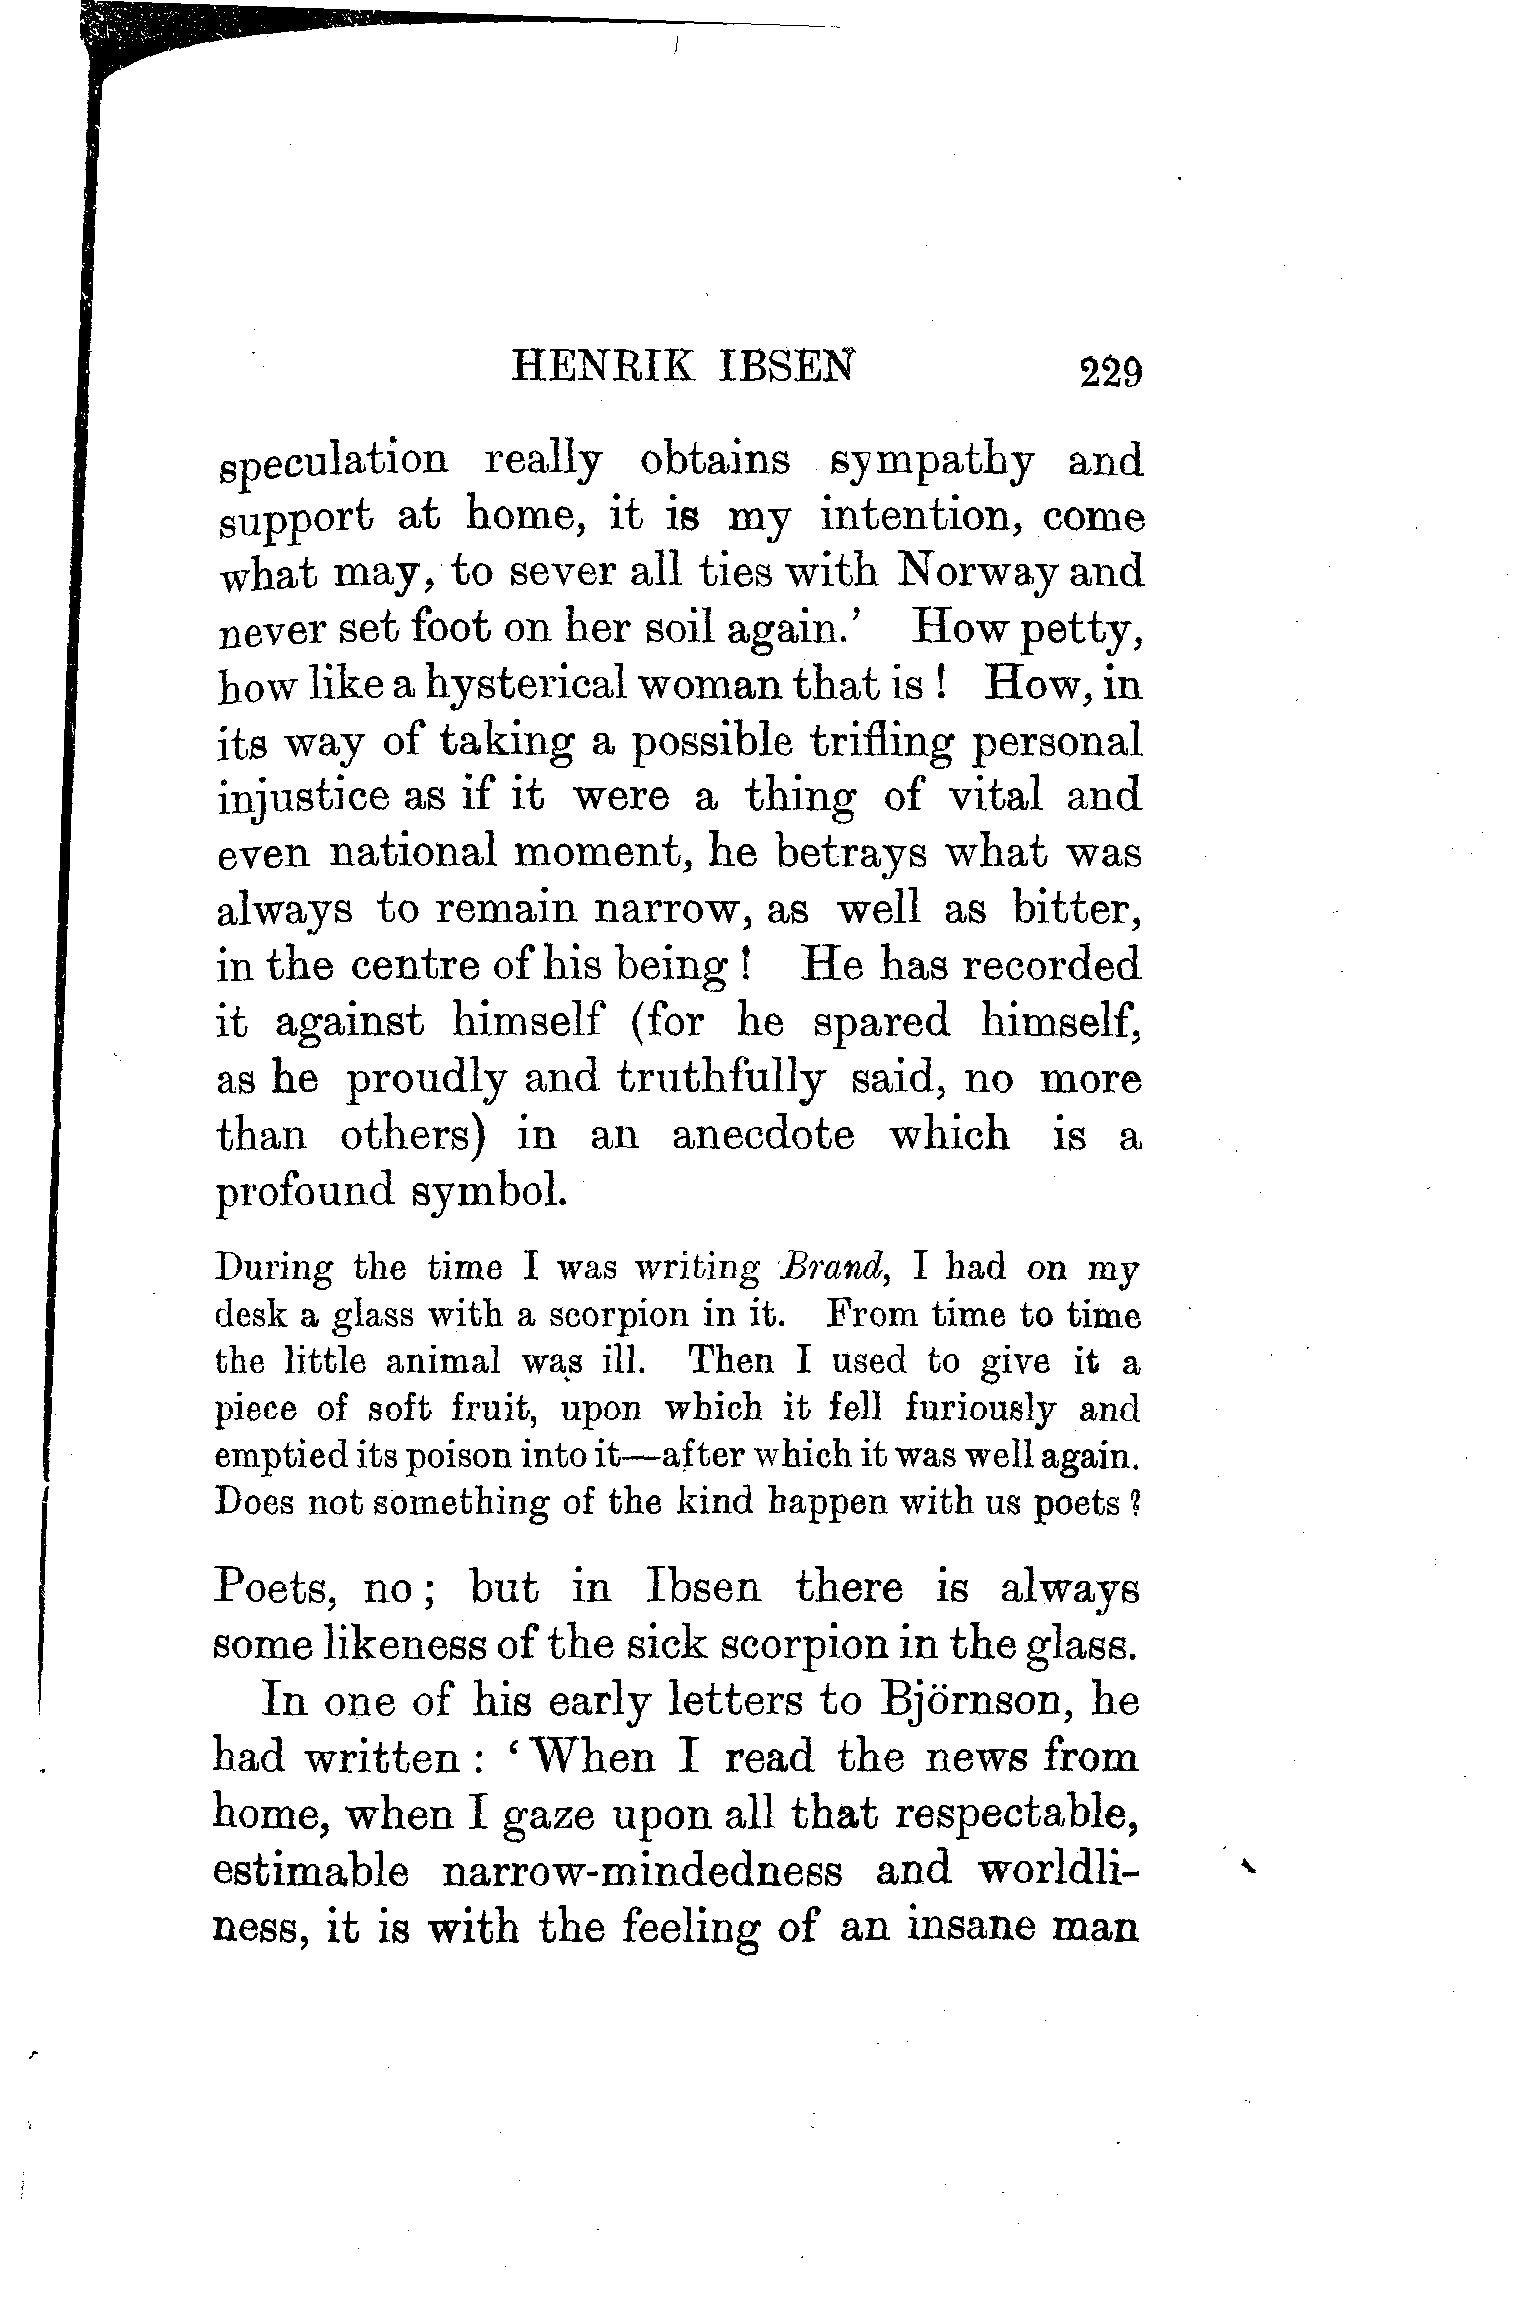 HENRIK IBSEN 229
speculation really obtains sympathy and
support at home, it is my intention, come
what may, to sever all ties with Norway and
never set foot on her soil again.' How petty,
how like a hysterical woman that is! How, in
its way of taking a possible trifling personal
injustice as if it were a thing of vital and
even national moment, he betrays what was
always to remain narrow, as well as bitter,
in the centre of his being! He has recorded
it against himself (for he spared himself,
as he proudly and truthfully said, no more
than others) in an anecdote which is a
profound symbol.
During the time I was writing Brand, I had on my
desk a glass with a scorpion in it. From time to time
the little animal was ill. Then I used to give it a
piece of soft fruit, upon which it fell furiously and
emptied its poison into it—after which it was well again.
Does not something of the kind happen with us poets?
Poets, no; but in Ibsen there is always
some likeness of the sick scorpion in the glass.
In one of his early letters to Björnson, he
had written: 'When I read the news from
home, when I gaze upon all that respectable,
estimable narrow-mindedness and worldli-
ness, it is with the feeling of an insane man